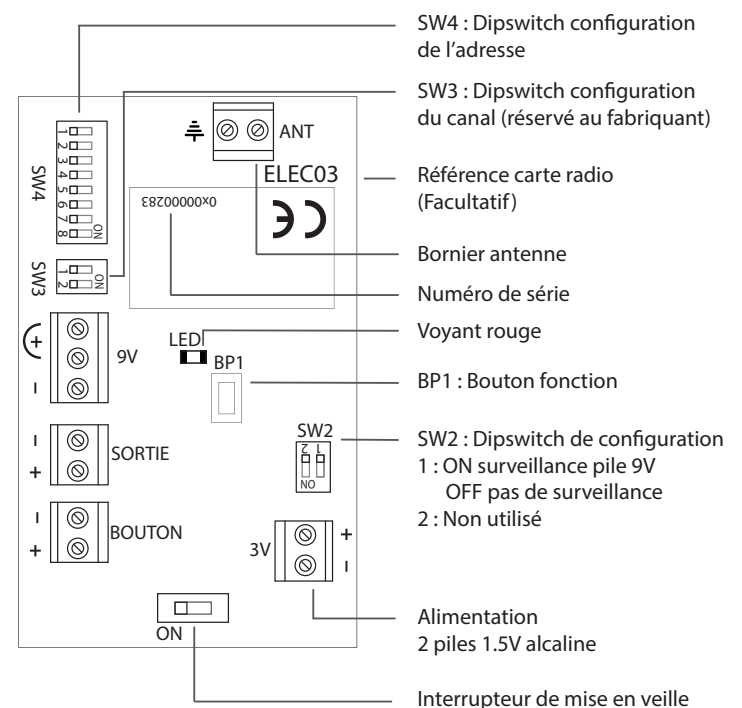 SW4 : Dipswitch configuration
de l'adresse
SW3 : Dipswitch configuration
du canal (réservé au fabriquant)
Référence carte radio
(Facultatif)
Bornier antenne
Numéro de série
Voyant rouge
BP1 : Bouton fonction
SW2 : Dipswitch de configuration
1 : ON surveillance pile 9V
OFF pas de surveillance
2 : Non utilisé
Alimentation
2 piles 1.5V alcaline
Interrupteur de mise en veille
SW4
1
2
3
4
5
6
7
8
ON
SW3
1
2
ON
ANT
ELEC03
0x00000283
CE
+
9V
-
LED
BP1
-
SORTIE
+
-
BOUTON
+
SW2
2 1
ON
3V
+
-
ON